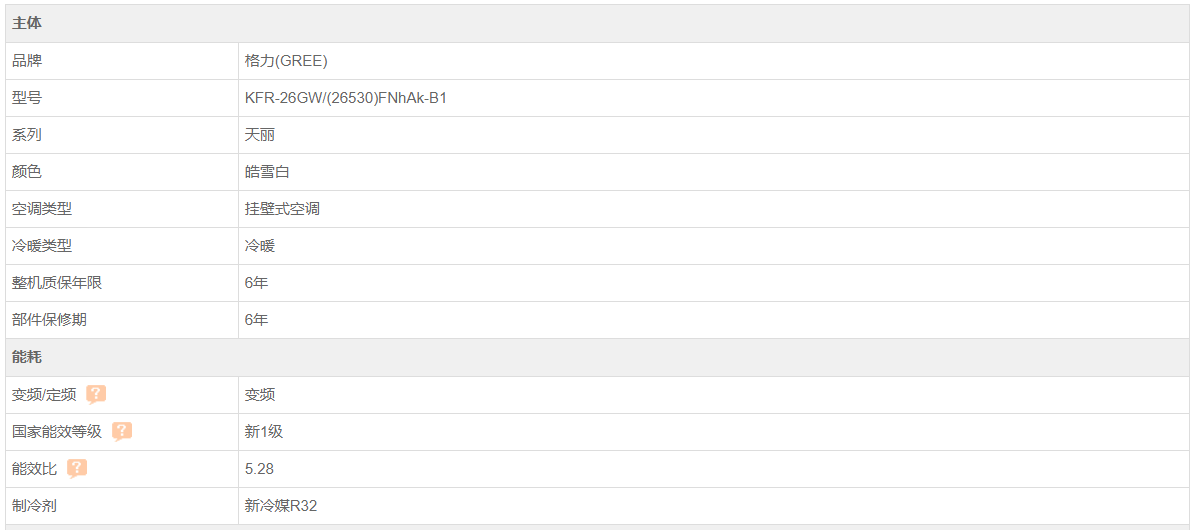 主体
品牌 格力(GREE)
型号 KFR-26GW/(26530)FNhAk-B1
系列 天丽
颜色 皓雪白
空调类型 挂壁式空调
冷暖类型 冷暖
整机质保年限 6年
部件保修期 6年
能耗
变频/定频 ? 变频
国家能效等级 ? 新1级
能效比 ? 5.28
制冷剂 新冷媒R32